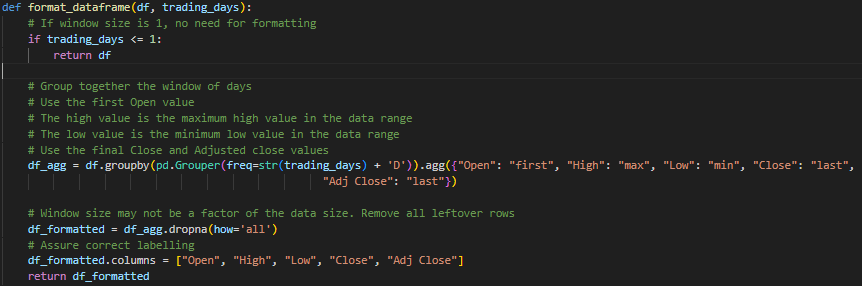 def format_dataframe(df, trading_days):
# If window size is 1, no need for formatting
if trading_days <= 1:
return df
# Group together the window of days
# Use the first Open value
# The high value is the maximum high value in the data range
# The low value is the minimum low value in the data range
# Use the final Close and Adjusted close values
df_agg = df.groupby(pd.Grouper(freq=str(trading_days) + 'D')).agg({"Open": "first", "High": "max", "Low": "min", "Close": "last",
"Adj Close": "last"})
# Window size may not be a factor of the data size. Remove all leftover rows
df_formatted = df_agg.dropna(how='all')
# Assure correct labelling
df_formatted.columns = ["Open", "High", "Low", "Close", "Adj Close"]
return df_formatted